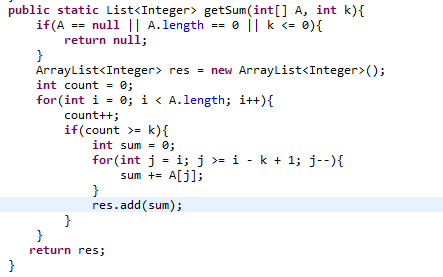 public static List<Integer> getSum(int[] A, int k){
if(A == null || A.length == 0 || k <= 0){
return null;
}
ArrayList<Integer> res = new ArrayList<Integer>();
int count = 0;
for(int i = 0; i < A.length; i++){
count++;
if(count >= k){
int sum = 0;
for(int j = i; j >= i - k + 1; j--){
sum += A[j];
}
res.add(sum);
}
}
return res;
}